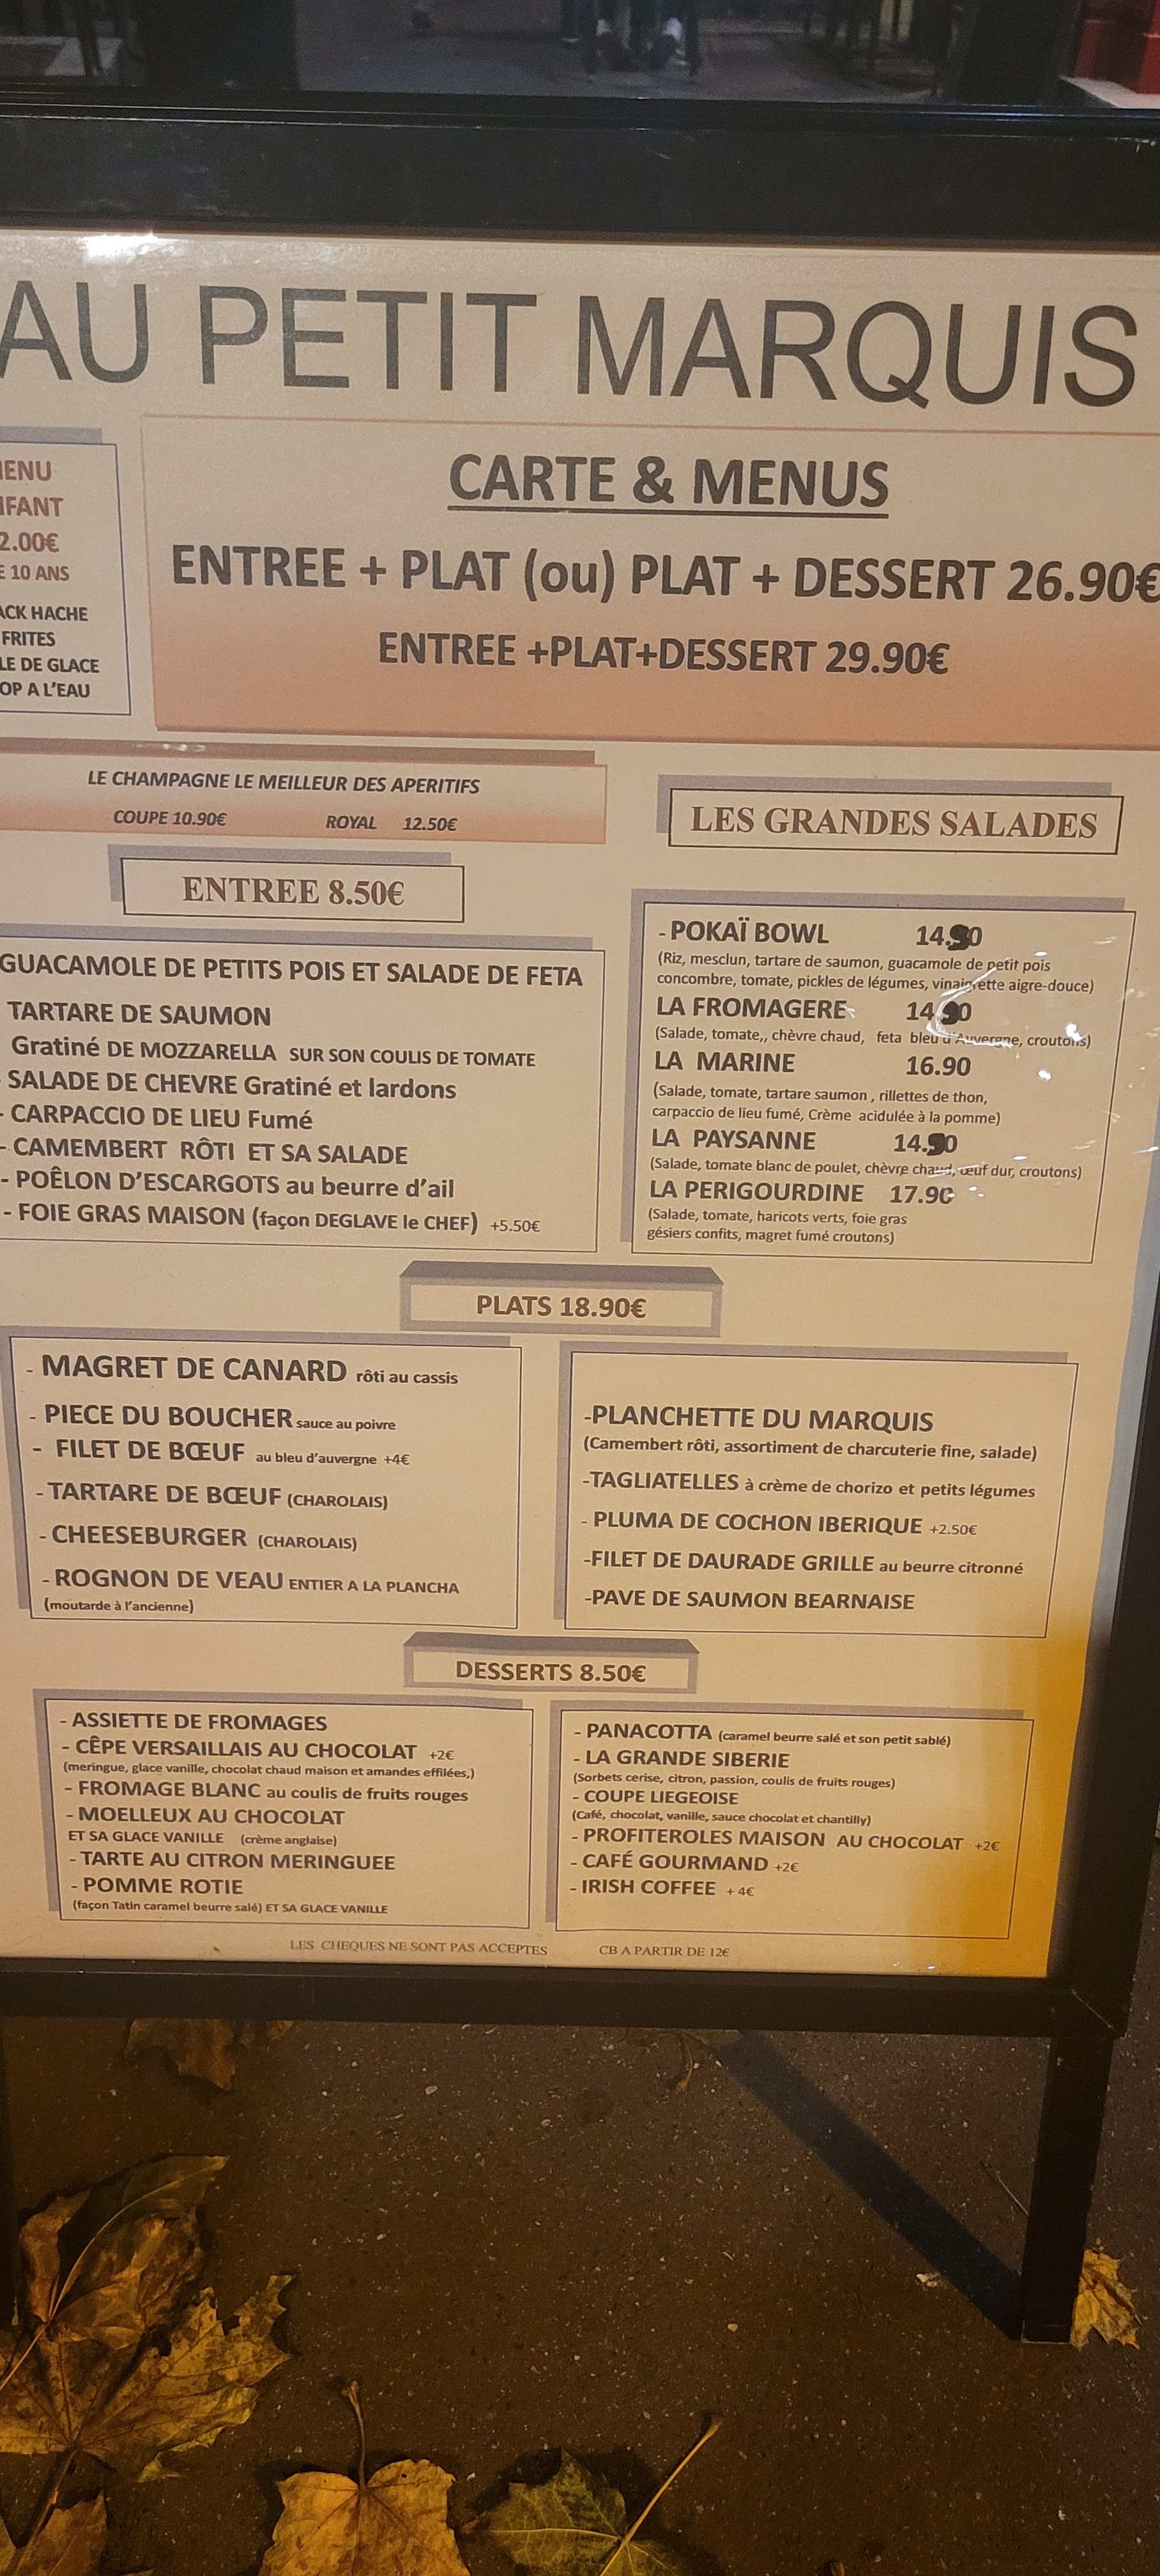 AU PETIT MARQUIS
CARTE & MENUS
ENTREE + PLAT (ou) PLAT + DESSERT 26.90€
ENTREE +PLAT+DESSERT 29.90€
ENU
FANT
2.00€
E 10 ANS
ACK HACHE
FRITES
LE DE GLACE
OP A L'EAU
LE CHAMPAGNE LE MEILLEUR DES APERITIFS
COUPE 10.90€ ROYAL 12.50€
ENTREE 8.50€
GUACAMOLE DE PETITS POIS ET SALADE DE FETA
TARTARE DE SAUMON
Gratiné DE MOZZARELLA SUR SON COULIS DE TOMATE
- SALADE DE CHEVRE Gratiné et lardons
- CARPACCIO DE LIEU Fumé
- CAMEMBERT RÔTI ET SA SALADE
- POÊLON D'ESCARGOTS au beurre d'ail
- FOIE GRAS MAISON (façon DEGLAVE le CHEF) +5.50€
LES GRANDES SALADES
- POKAÏ BOWL
(Riz, mesclun, tartare de saumon, guacamole de petit pois
concombre, tomate, pickles de légumes, vinaigrette aigre-douce)
LA FROMAGERE
(Salade, tomate,, chèvre chaud, feta bleu d'Auvergne, croutons)
LA MARINE 16.90
(Salade, tomate, tartare saumon , rillettes de thon,
carpaccio de lieu fumé, Crème acidulée à la pomme)
LA PAYSANNE
(Salade, tomate blanc de poulet, chèvre chaud, œuf dur, croutons)
LA PERIGOURDINE 17.90
(Salade, tomate, haricots verts, foie gras
gésiers confits, magret fumé croutons)
PLATS 18.90€
- MAGRET DE CANARD rôti au cassis
- PIECE DU BOUCHER sauce au poivre
- FILET DE BŒUF au bleu d'auvergne +4€
- TARTARE DE BŒUF (CHAROLAIS)
- CHEESEBURGER (CHAROLAIS)
- ROGNON DE VEAU ENTIER A LA PLANCHA
(moutarde à l'ancienne)
-PLANCHETTE DU MARQUIS
(Camembert rôti, assortiment de charcuterie fine, salade)
-TAGLIATELLES à crème de chorizo et petits légumes
- PLUMA DE COCHON IBERIQUE +2.50€
-FILET DE DAURADE GRILLE au beurre citronné
-PAVE DE SAUMON BEARNAISE
DESSERTS 8.50€
- ASSIETTE DE FROMAGES
- CÊPE VERSAILLAIS AU CHOCOLAT +2€
(meringue, glace vanille, chocolat chaud maison et amandes effilées,)
- FROMAGE BLANC au coulis de fruits rouges
- MOELLEUX AU CHOCOLAT
ET SA GLACE VANILLE (crème anglaise)
- TARTE AU CITRON MERINGUEE
- POMME ROTIE
(façon Tatin caramel beurre salé) ET SA GLACE VANILLE
- PANACOTTA (caramel beurre salé et son petit sablé)
- LA GRANDE SIBERIE
(Sorbets cerise, citron, passion, coulis de fruits rouges)
- COUPE LIEGEOISE
(Café, chocolat, vanille, sauce chocolat et chantilly)
- PROFITEROLES MAISON AU CHOCOLAT +2€
- CAFÉ GOURMAND +2€
- IRISH COFFEE + 4€
LES CHEQUES NE SONT PAS ACCEPTES CB A PARTIR DE 12€